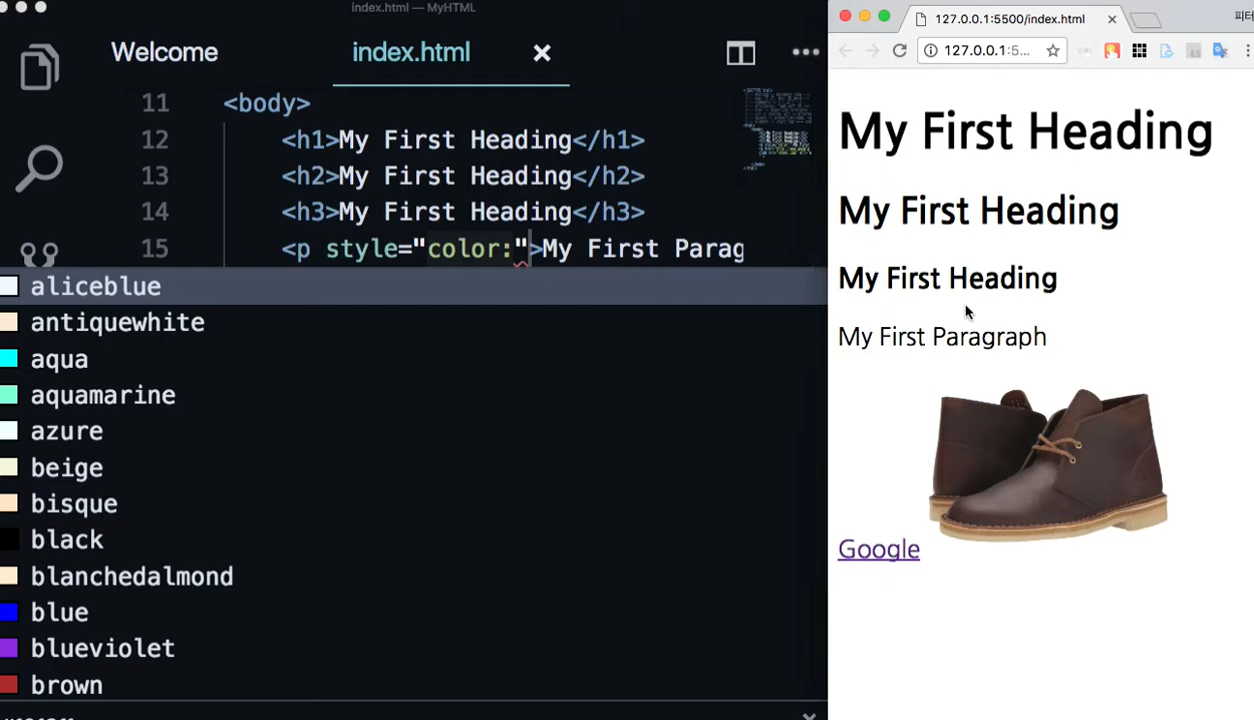 index.html — MyHTML
Welcome
index.html
11 <body>
12 <h1>My First Heading</h1>
13 <h2>My First Heading</h2>
14 <h3>My First Heading</h3>
15 <p style="color:">My First Parag
aliceblue
antiquewhite
aqua
aquamarine
azure
beige
bisque
black
blanchedalmond
blue
blueviolet
brown
127.0.0.1:5500/index.html
피터
127.0.0.1:5...
My First Heading
My First Heading
My First Heading
My First Paragraph
Google